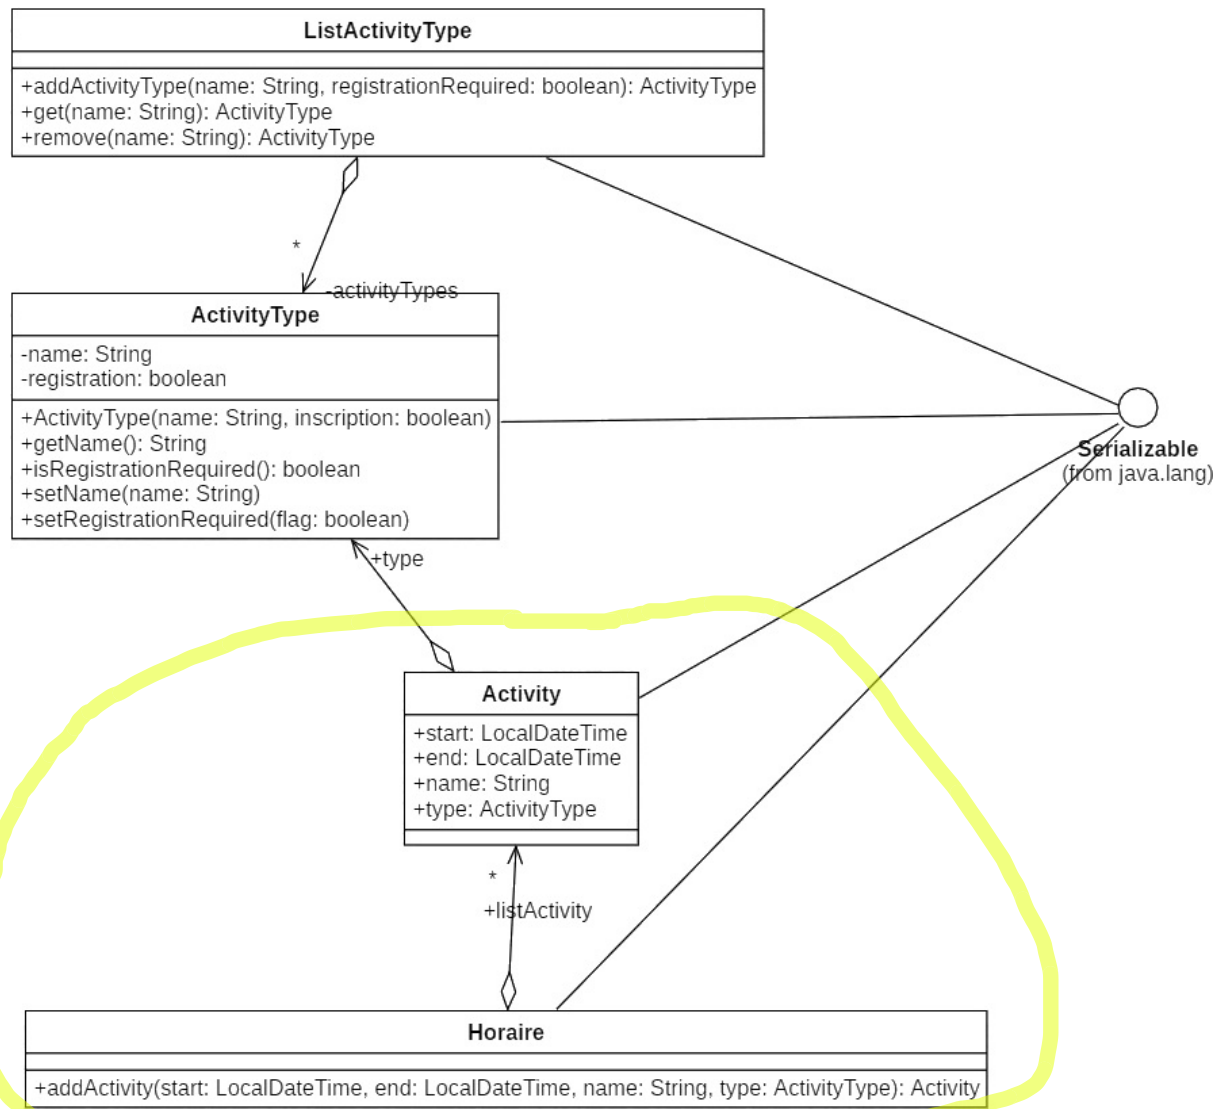 ListActivityType
+addActivityType(name: String, registrationRequired: boolean): ActivityType
+get(name: String): ActivityType
+remove(name: String): ActivityType
*
-activityTypes
ActivityType
-name: String
-registration: boolean
+ActivityType(name: String, inscription: boolean)
+getName(): String
+isRegistrationRequired(): boolean
+setName(name: String)
+setRegistrationRequired(flag: boolean)
Serializable
(from java.lang)
+type
Activity
+start: LocalDateTime
+end: LocalDateTime
+name: String
+type: ActivityType
*
+listActivity
Horaire
+addActivity(start: LocalDateTime, end: LocalDateTime, name: String, type: ActivityType): Activity